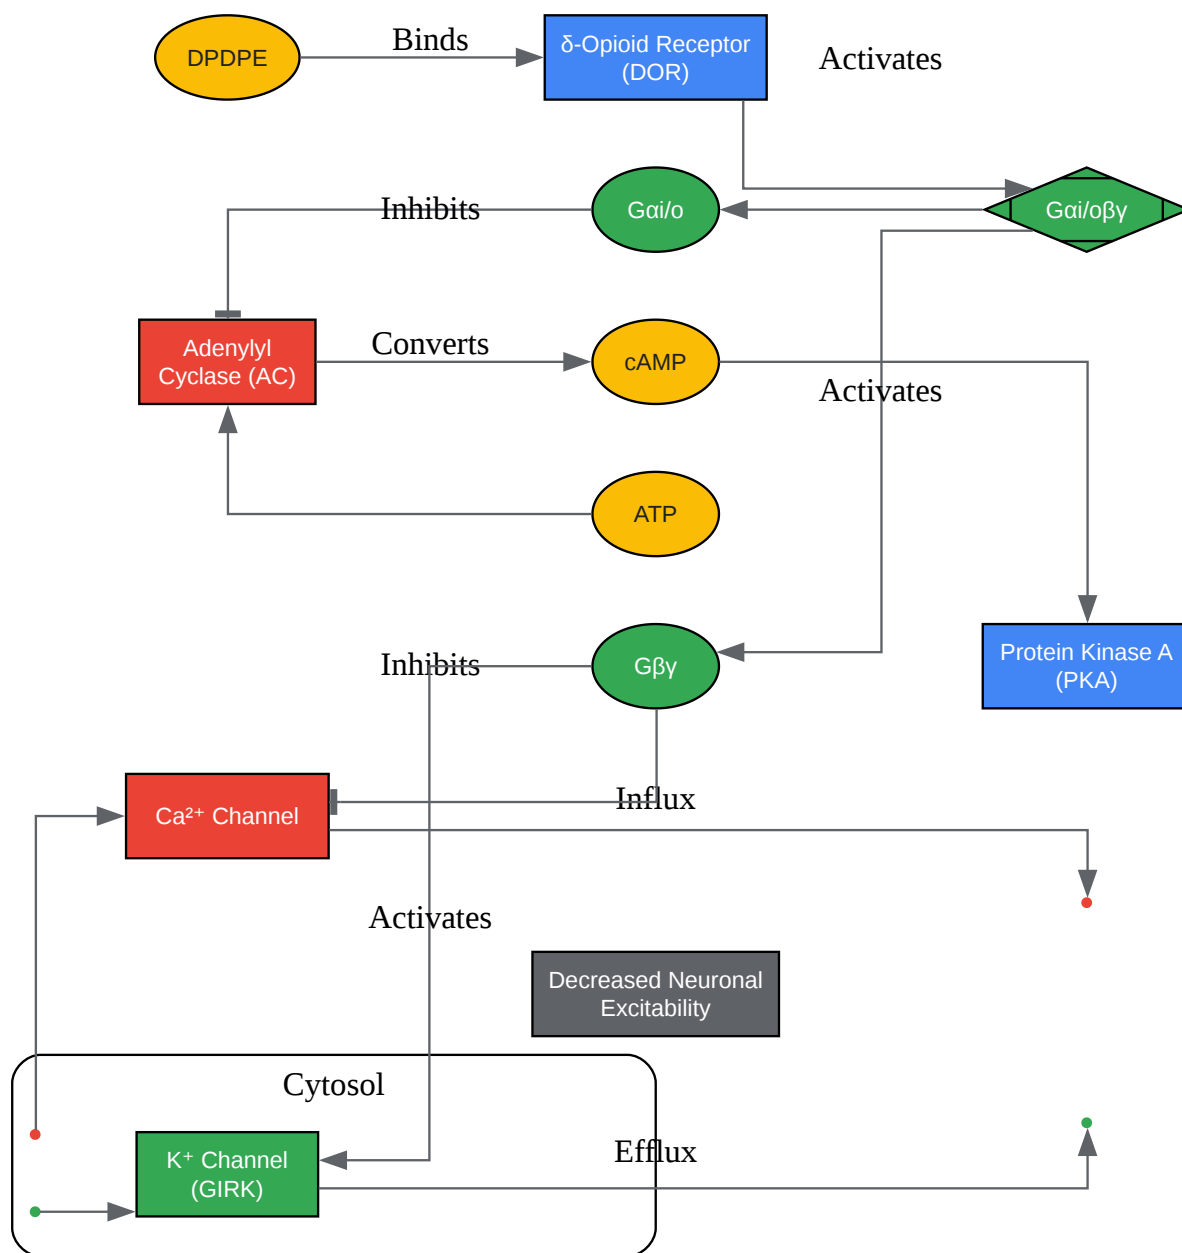 DPDPE
Binds
δ-Opioid Receptor
(DOR)
Activates
Inhibits
Gαi/o
Gαi/oβγ
Adenylyl
Cyclase (AC)
Converts
cAMP
Activates
ATP
Inhibits
Gβγ
Protein Kinase A
(PKA)
Ca²⁺ Channel
Influx
Activates
Decreased Neuronal
Excitability
Cytosol
K⁺ Channel
(GIRK)
Efflux